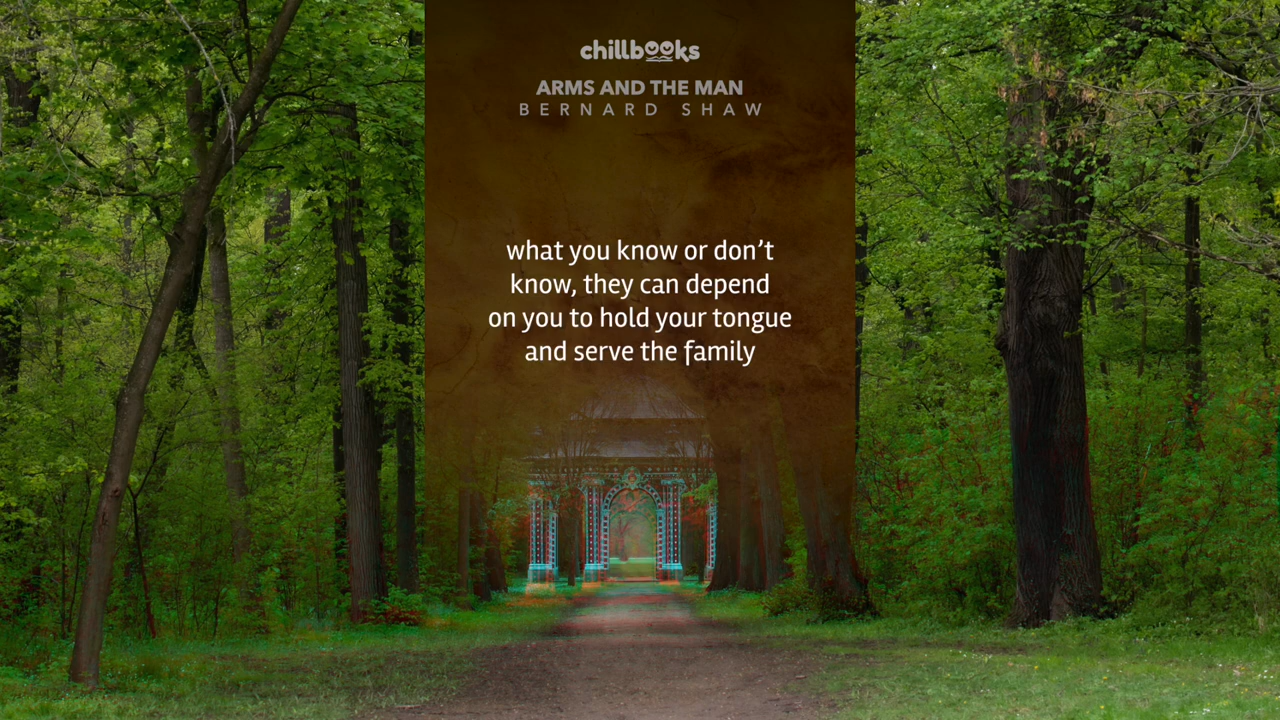 chillbooks
ARMS AND THE MAN
BERNARD SHAW
what you know or don’t
know, they can depend
on you to hold your tongue
and serve the family